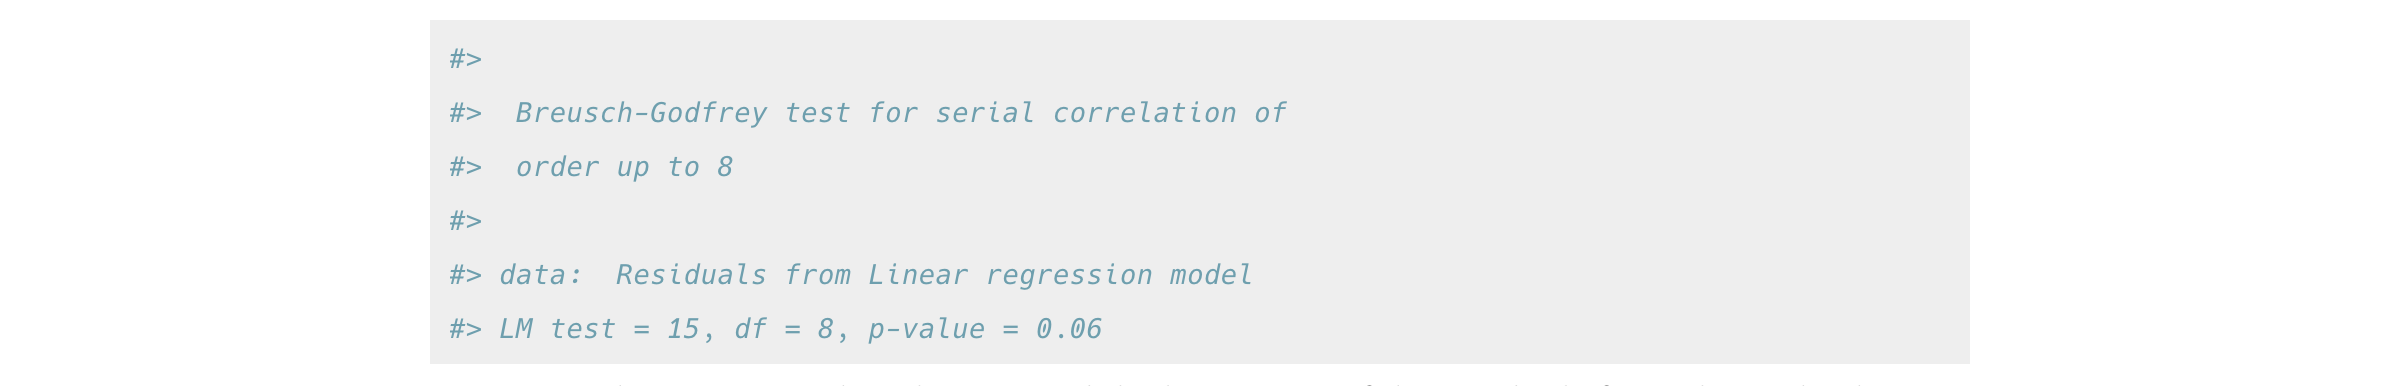 #>
#>  Breusch-Godfrey test for serial correlation of
#>  order up to 8
#>
#> data:  Residuals from Linear regression model
#> LM test = 15, df = 8, p-value = 0.06